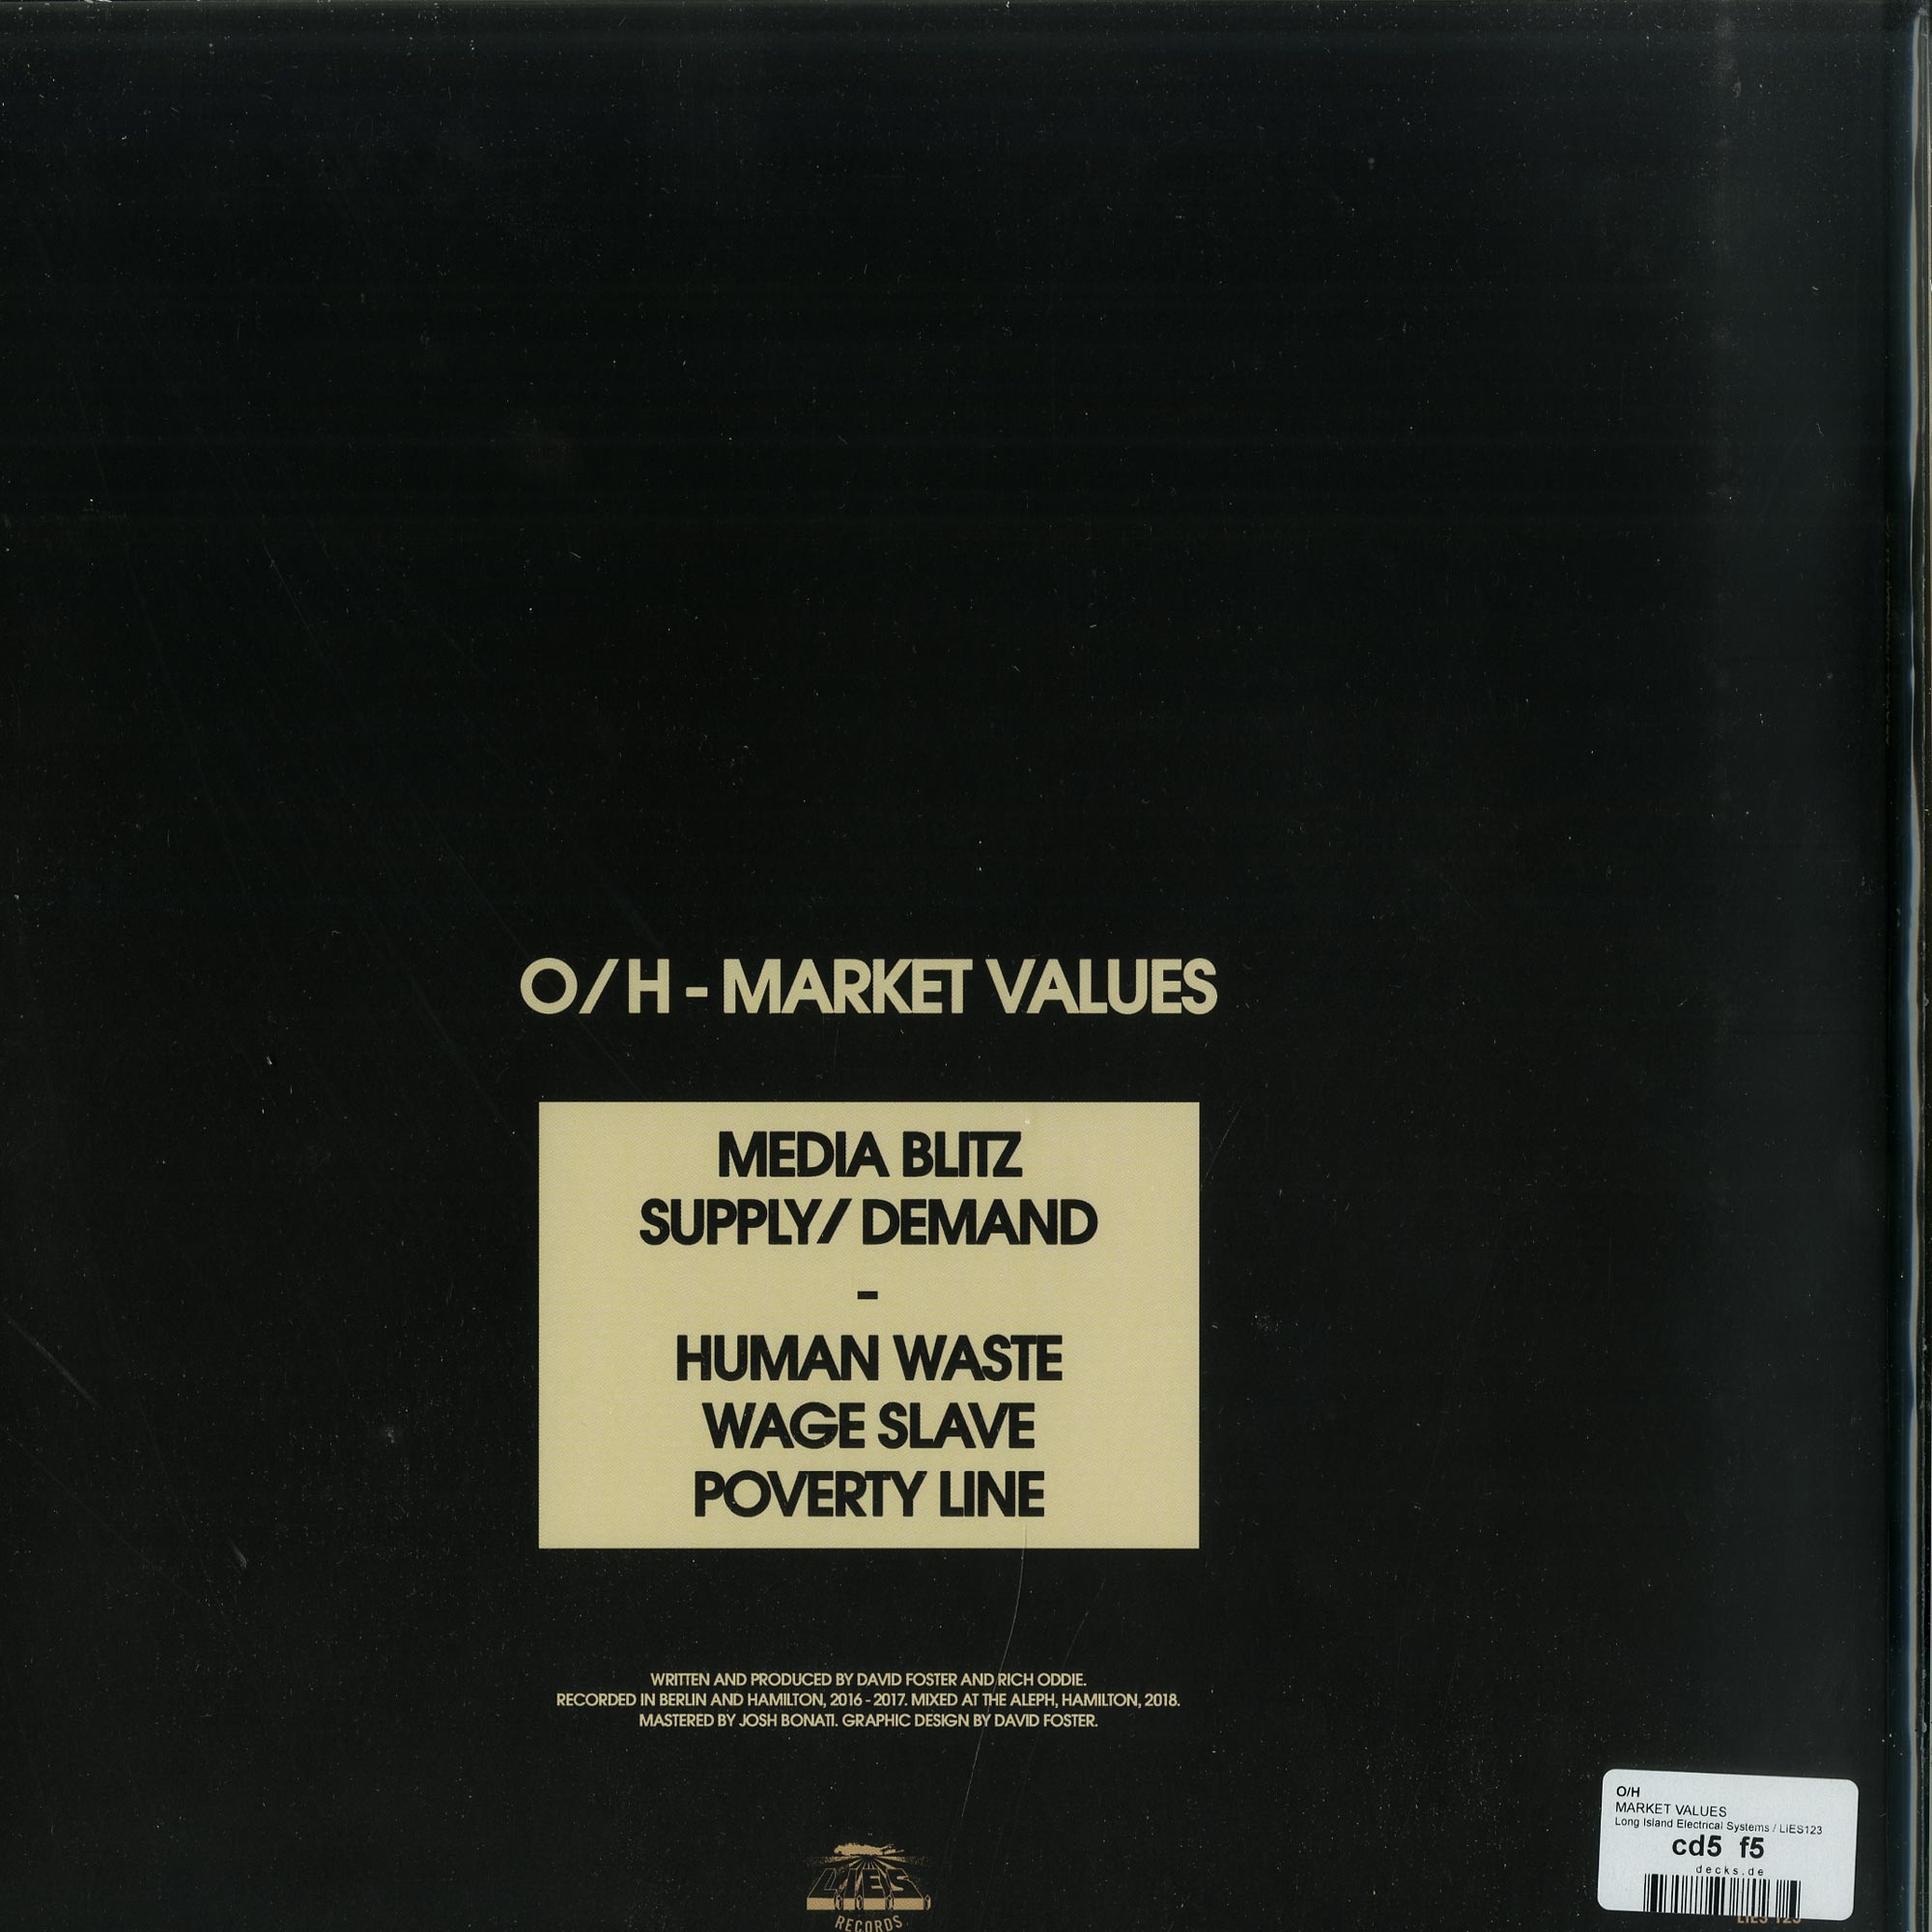 O/H - MARKET VALUES
MEDIA BLITZ
SUPPLY/ DEMAND
-
HUMAN WASTE
WAGE SLAVE
POVERTY LINE
WRITTEN AND PRODUCED BY DAVID FOSTER AND RICH ODDIE.
RECORDED IN BERLIN AND HAMILTON, 2016 - 2017. MIXED AT THE ALEPH, HAMILTON, 2018.
MASTERED BY JOSH BONATI. GRAPHIC DESIGN BY DAVID FOSTER.
L.I.E.S
RECORDS
O/H
MARKET VALUES
Long Island Electrical Systems / LIES123
cd5 f5
decks.de
LIES 123